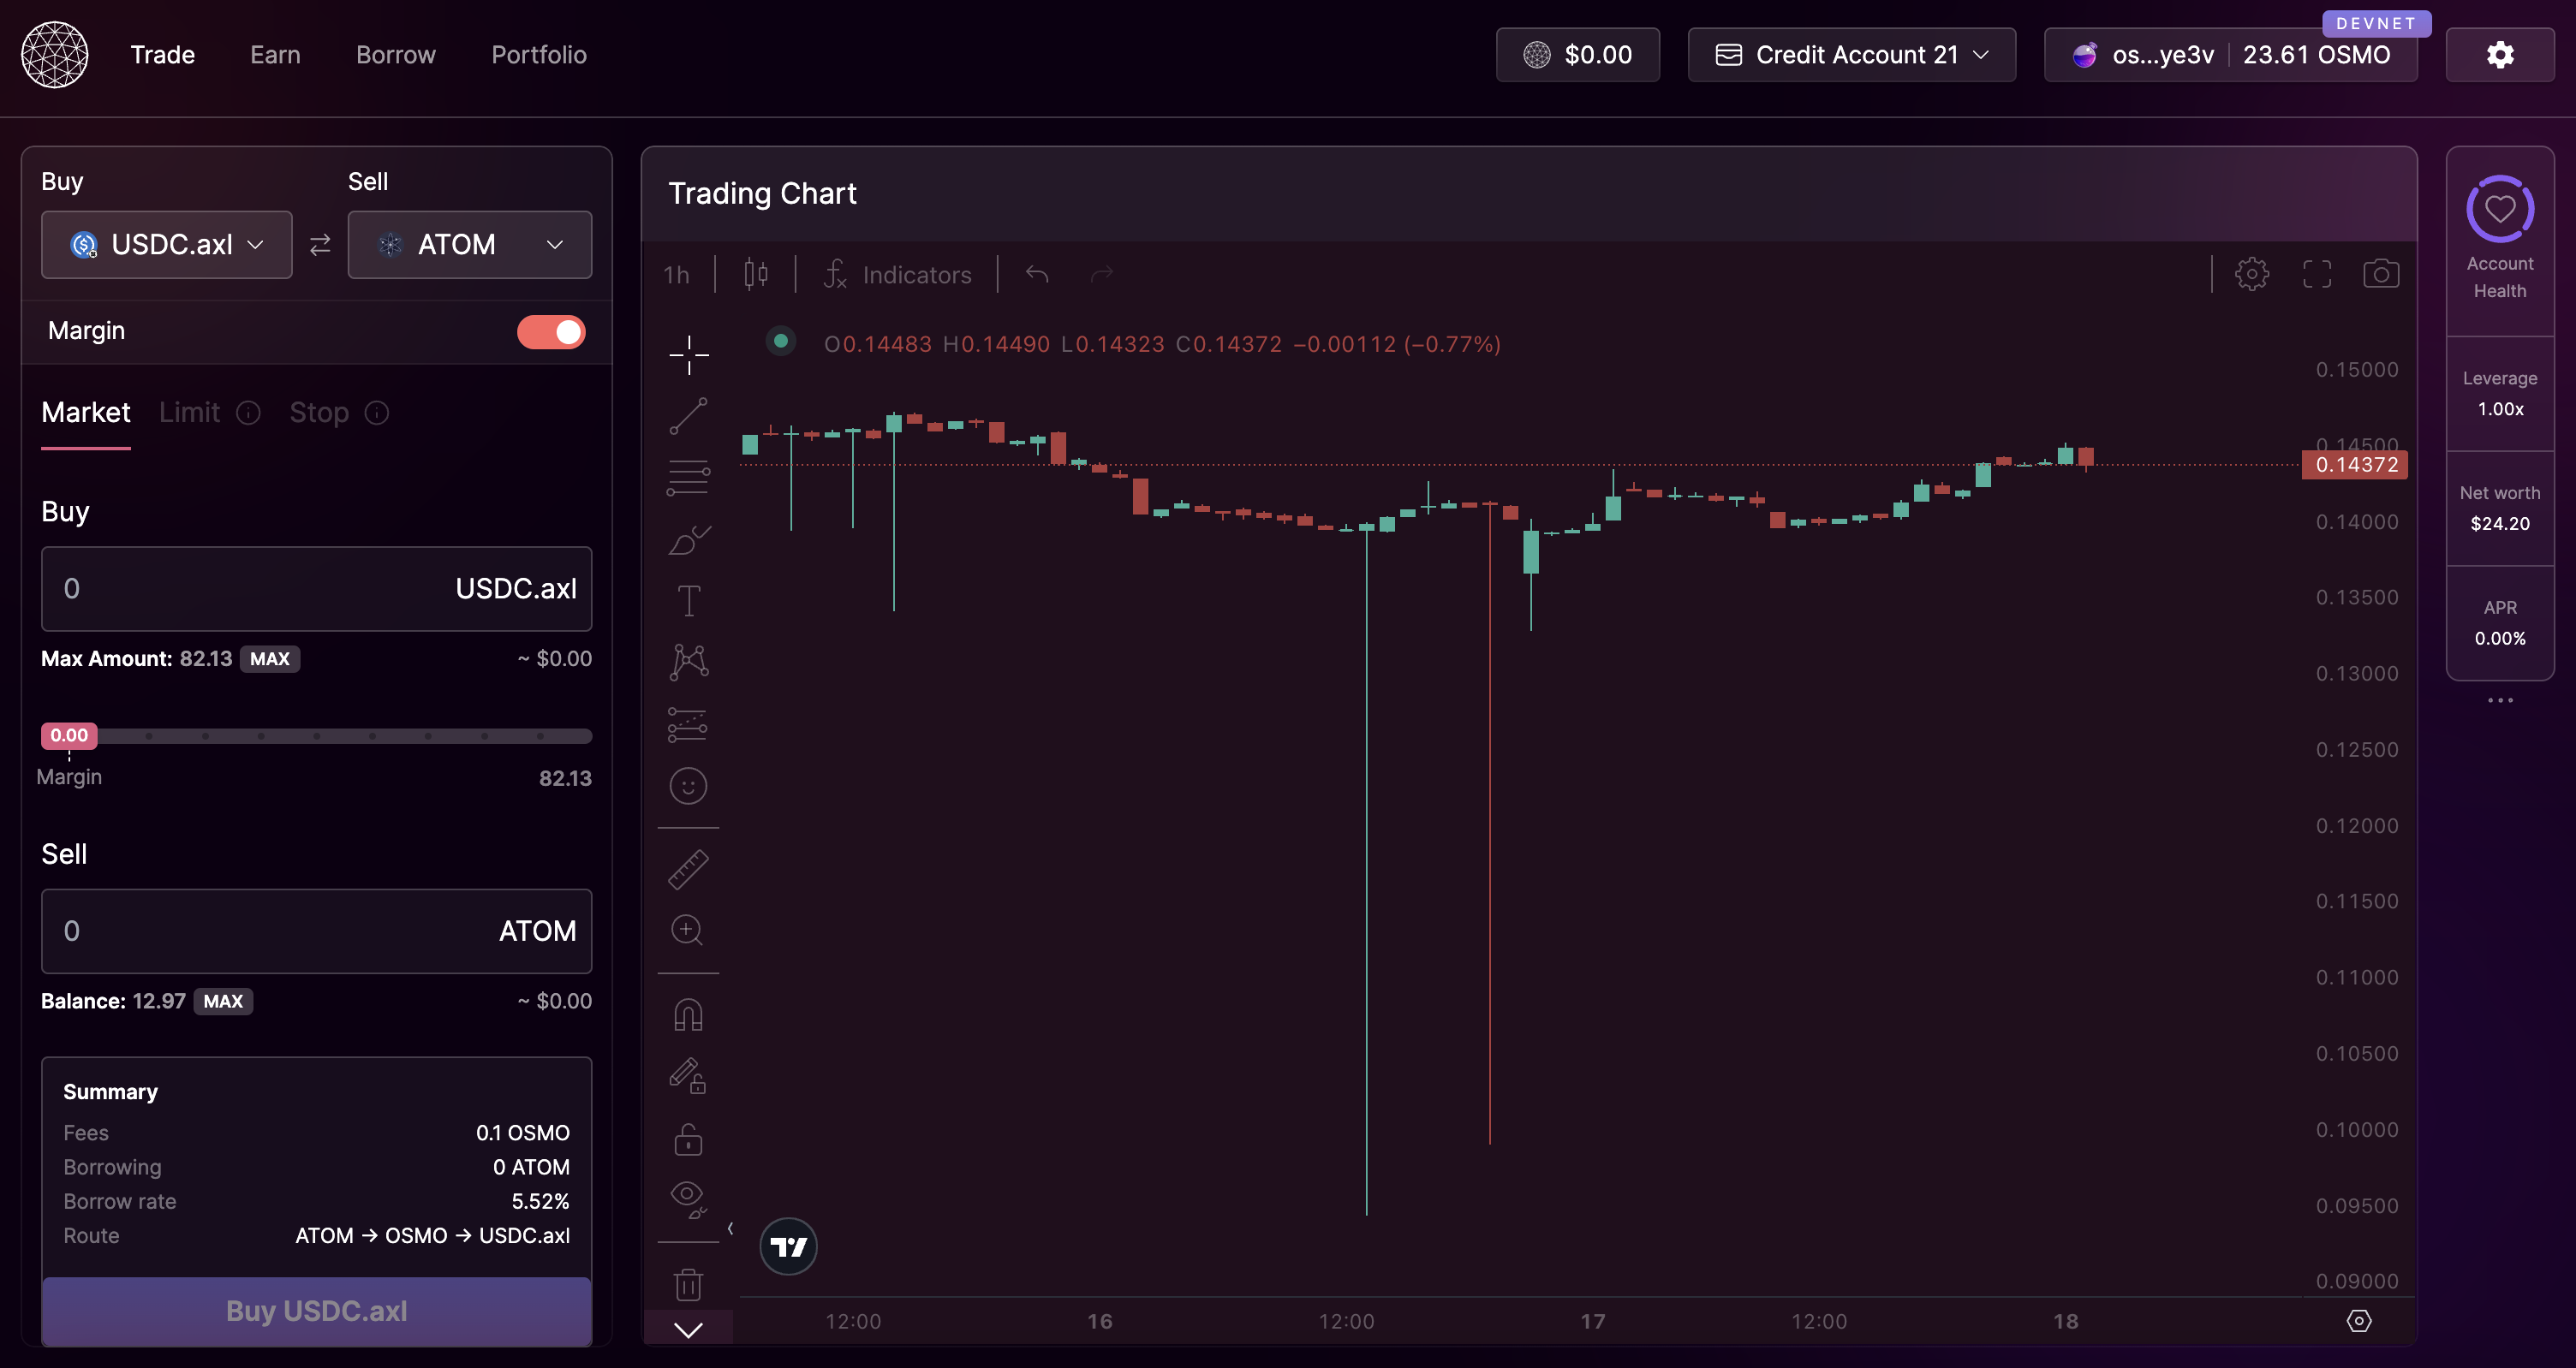 Trade Earn Borrow Portfolio $0.00 Credit Account 21 os...ye3v 23.61 OSMO
DEVNET
Buy Sell
USDC.axl ATOM
Margin
Market Limit Stop
Buy
0 USDC.axl
Max Amount: 82.13 MAX ~ $0.00
0.00
Margin 82.13
Sell
0 ATOM
Balance: 12.97 MAX ~ $0.00
Summary
Fees 0.1 OSMO
Borrowing 0 ATOM
Borrow rate 5.52%
Route ATOM → OSMO → USDC.axl
Buy USDC.axl
Trading Chart
1h Indicators
O0.14483 H0.14490 L0.14323 C0.14372 −0.00112 (−0.77%)
0.15000
0.14500
0.14372
0.14000
0.13500
0.13000
0.12500
0.12000
0.11500
0.11000
0.10500
0.10000
0.09500
0.09000
12:00 16 12:00 17 12:00 18
Account
Health
Leverage
1.00x
Net worth
$24.20
APR
0.00%